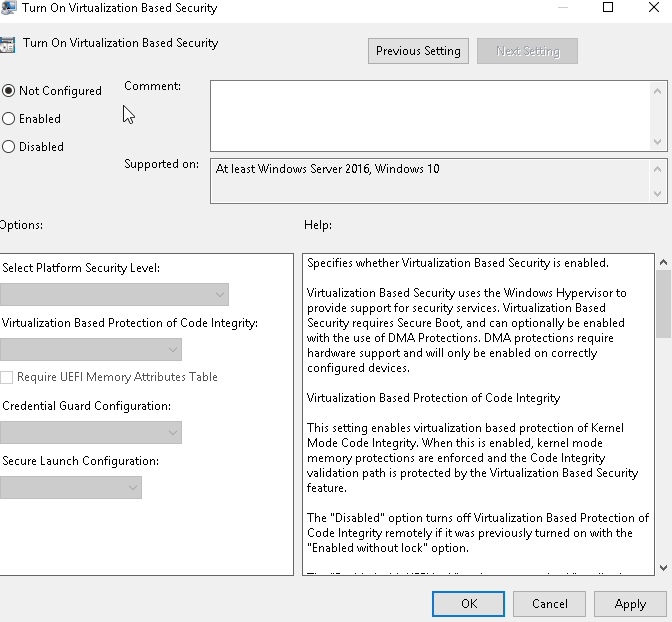 Turn On Virtualization Based Security
Turn On Virtualization Based Security
Previous Setting
Next Setting
Not Configured
Enabled
Disabled
Comment:
Supported on:
At least Windows Server 2016, Windows 10
Options:
Help:
Select Platform Security Level:
Virtualization Based Protection of Code Integrity:
Require UEFI Memory Attributes Table
Credential Guard Configuration:
Secure Launch Configuration:
Specifies whether Virtualization Based Security is enabled.
Virtualization Based Security uses the Windows Hypervisor to
provide support for security services. Virtualization Based
Security requires Secure Boot, and can optionally be enabled
with the use of DMA Protections. DMA protections require
hardware support and will only be enabled on correctly
configured devices.
Virtualization Based Protection of Code Integrity
This setting enables virtualization based protection of Kernel
Mode Code Integrity. When this is enabled, kernel mode
memory protections are enforced and the Code Integrity
validation path is protected by the Virtualization Based Security
feature.
The "Disabled" option turns off Virtualization Based Protection of
Code Integrity remotely if it was previously turned on with the
"Enabled without lock" option.
OK
Cancel
Apply